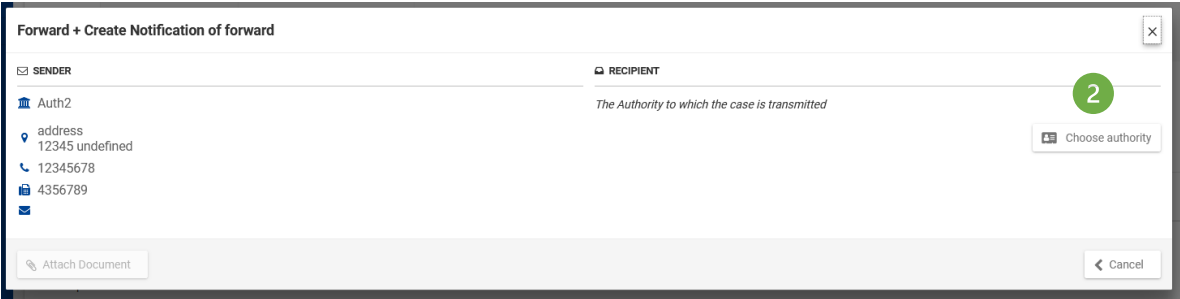 Forward + Create Notification of forward
SENDER
Auth2
address
12345 undefined
12345678
4356789
RECIPIENT
The Authority to which the case is transmitted
2
Choose authority
Attach Document
Cancel